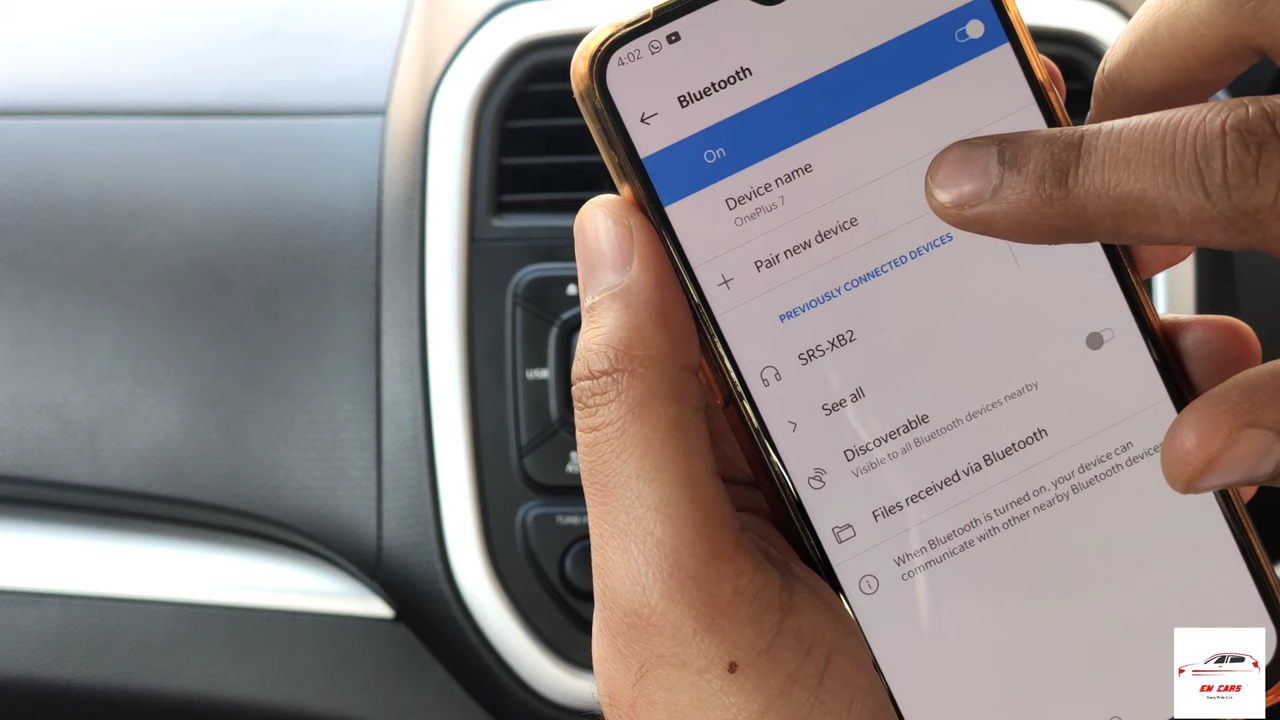 4:02
Bluetooth
On
Device name
OnePlus 7
Pair new device
PREVIOUSLY CONNECTED DEVICES
SRS-XB2
See all
Discoverable
Visible to all Bluetooth devices nearby
Files received via Bluetooth
When Bluetooth is turned on, your device can
communicate with other nearby Bluetooth devices
USB